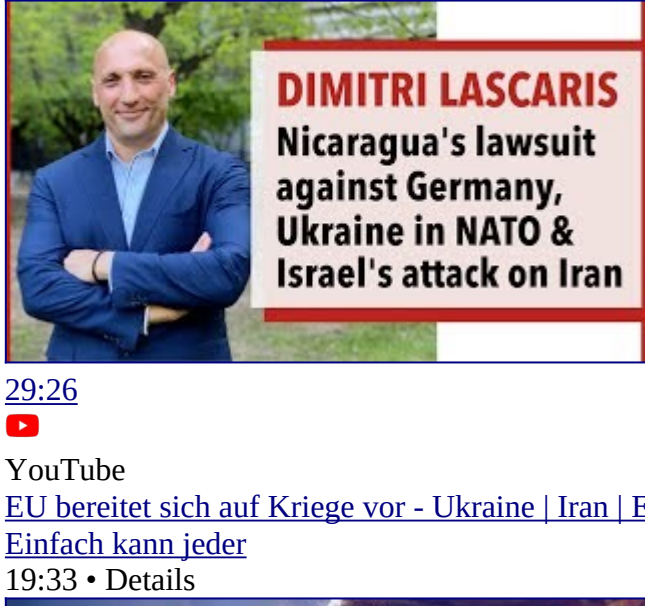 DIMITRI LASCARIS
Nicaragua's lawsuit
against Germany,
Ukraine in NATO &
Israel's attack on Iran
29:26
YouTube
EU bereitet sich auf Kriege vor - Ukraine | Iran |
Einfach kann jeder
19:33 • Details